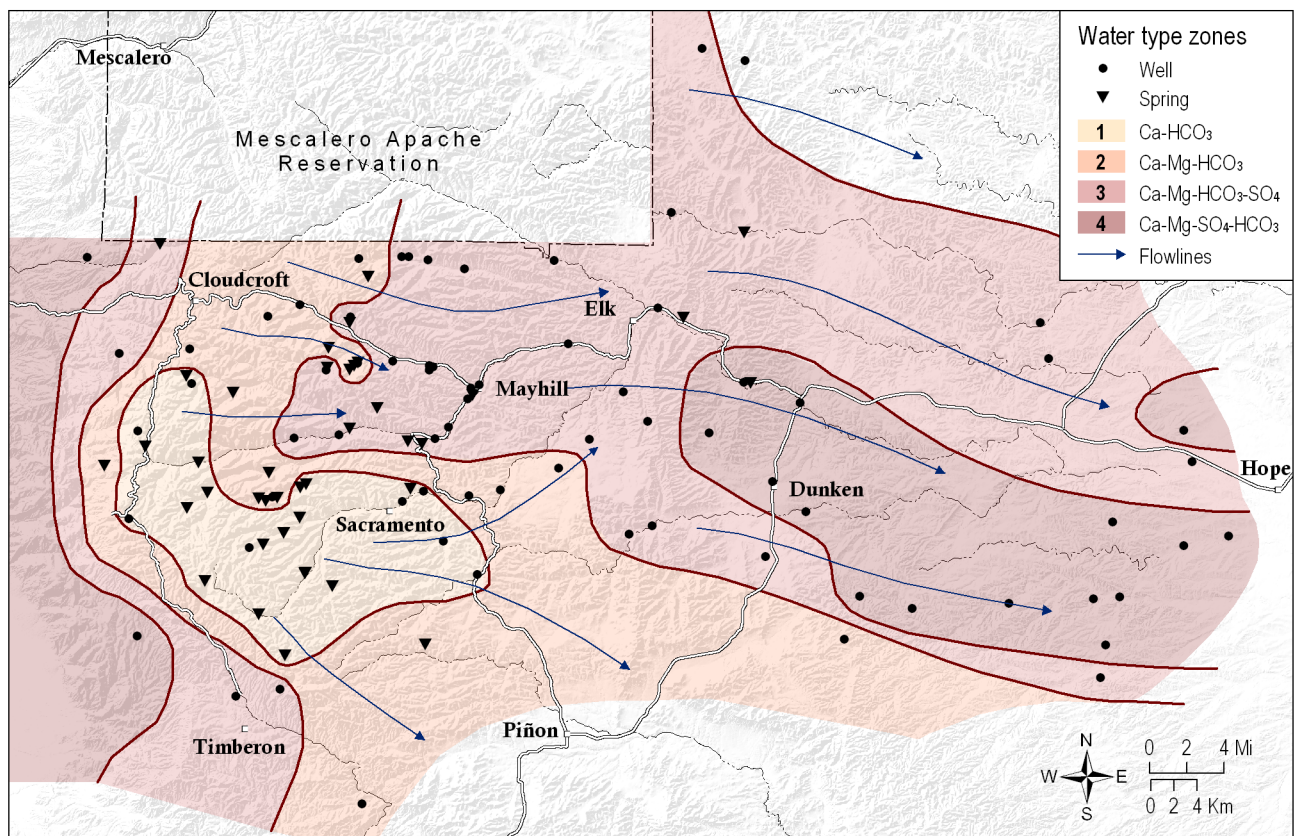 Mescalero
Mescalero Apache
Reservation
Water type zones
Well
Spring
1 Ca-HCO₃
2 Ca-Mg-HCO₃
3 Ca-Mg-HCO₃-SO₄
4 Ca-Mg-SO₄-HCO₃
Flowlines
Cloudcroft
Elk
Mayhill
Hope
Dunken
Sacramento
Piñon
Timberon
N
W E
S
0 2 4 Mi
0 2 4 Km